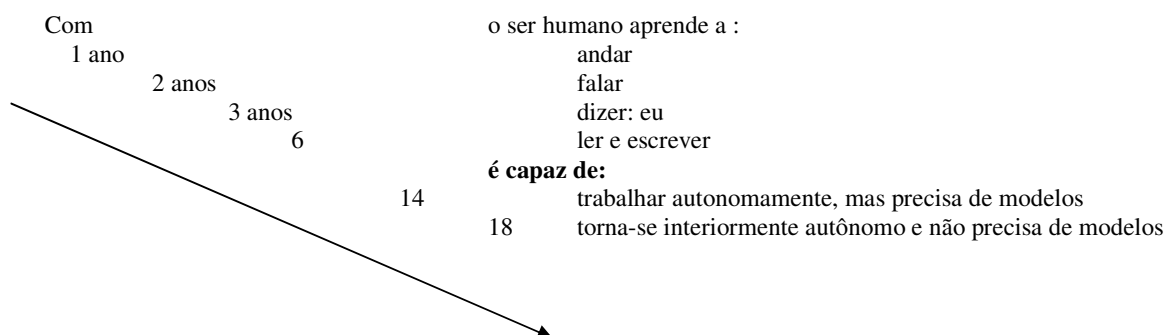 Com o ser humano aprende a :
1 ano andar
2 anos falar
3 anos dizer: eu
6 ler e escrever
é capaz de:
14 trabalhar autonomamente, mas precisa de modelos
18 torna-se interiormente autônomo e não precisa de modelos